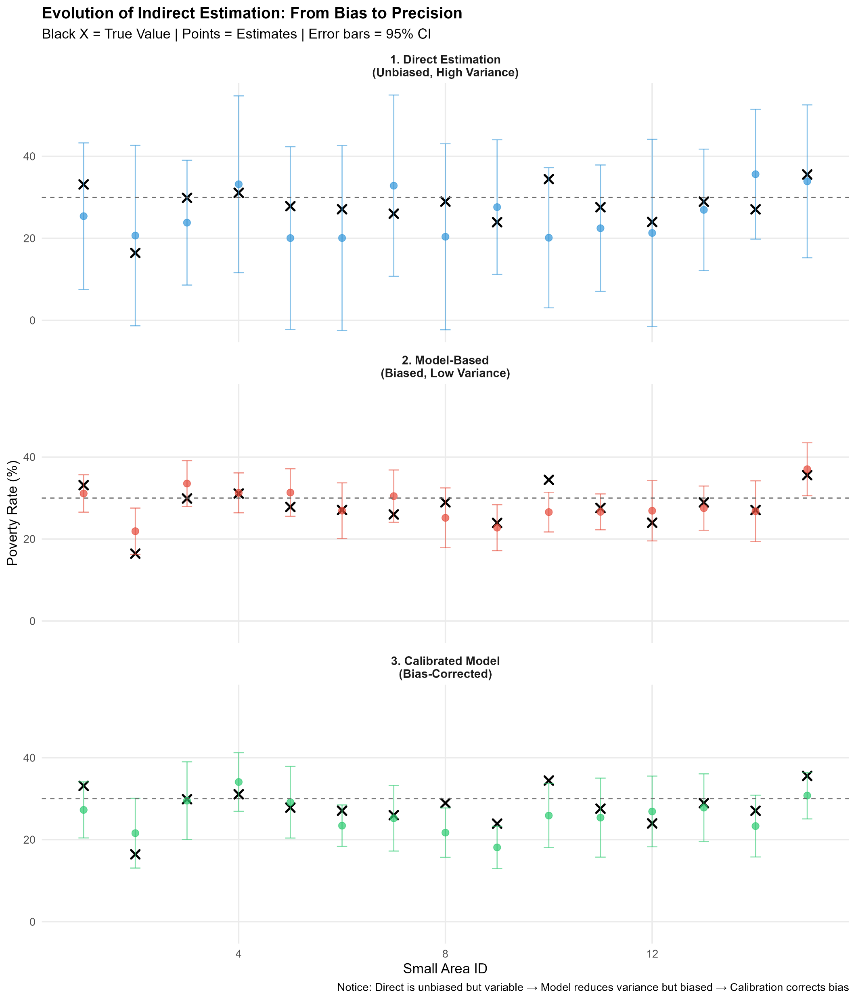 Evolution of Indirect Estimation: From Bias to Precision
Black X = True Value | Points = Estimates | Error bars = 95% CI
1. Direct Estimation
(Unbiased, High Variance)
40
20
0
2. Model-Based
(Biased, Low Variance)
Poverty Rate (%)
40
20
0
3. Calibrated Model
(Bias-Corrected)
40
20
0
4 8 12
Small Area ID
Notice: Direct is unbiased but variable → Model reduces variance but biased → Calibration corrects bias